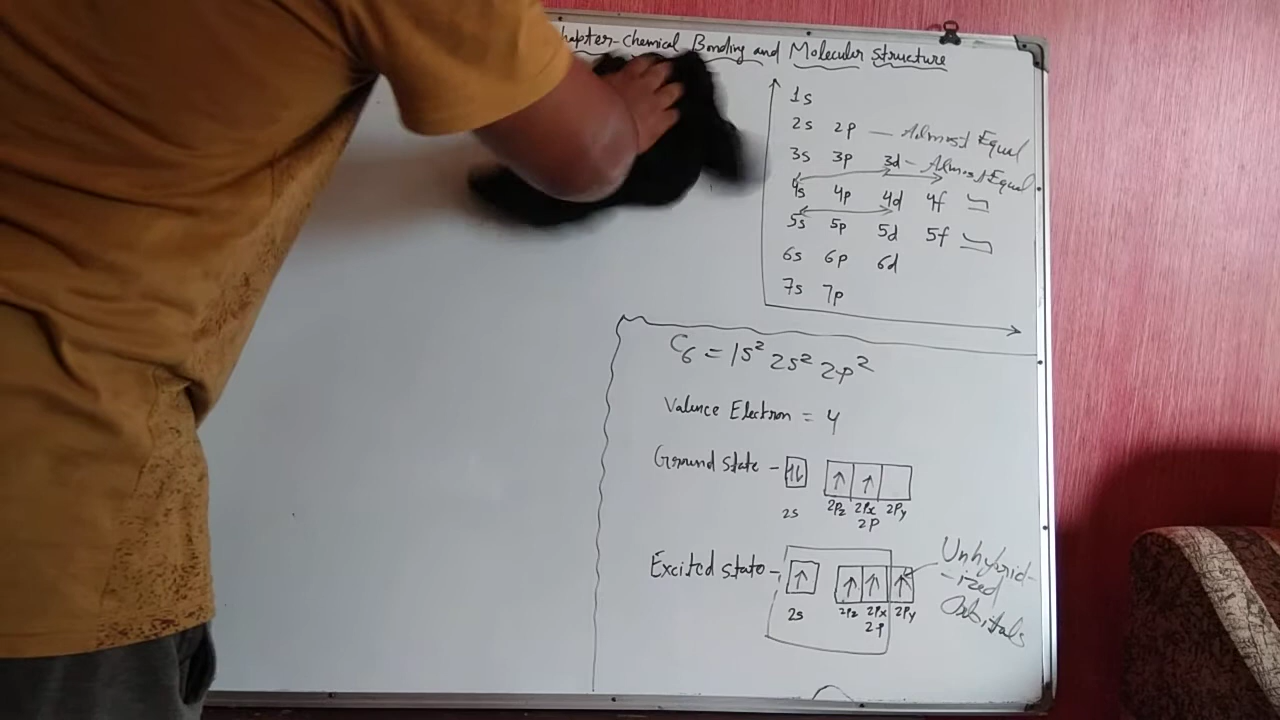 hapter-Chemical Bonding and Molecular Structure
1s
2s 2p — Almost Equal
3s 3p 3d - Almost Equal
4s 4p 4d 4f
5s 5p 5d 5f
6s 6p 6d
7s 7p
C6 = 1s² 2s² 2p²
Valence Electron = 4
Ground state - ↑↓ ↑ ↑
2s 2pz 2px 2py
2p
Excited state - ↑ ↑ ↑ ↑
2s 2pz 2px 2py
2p
Unhybrid-
-ized
Orbitals